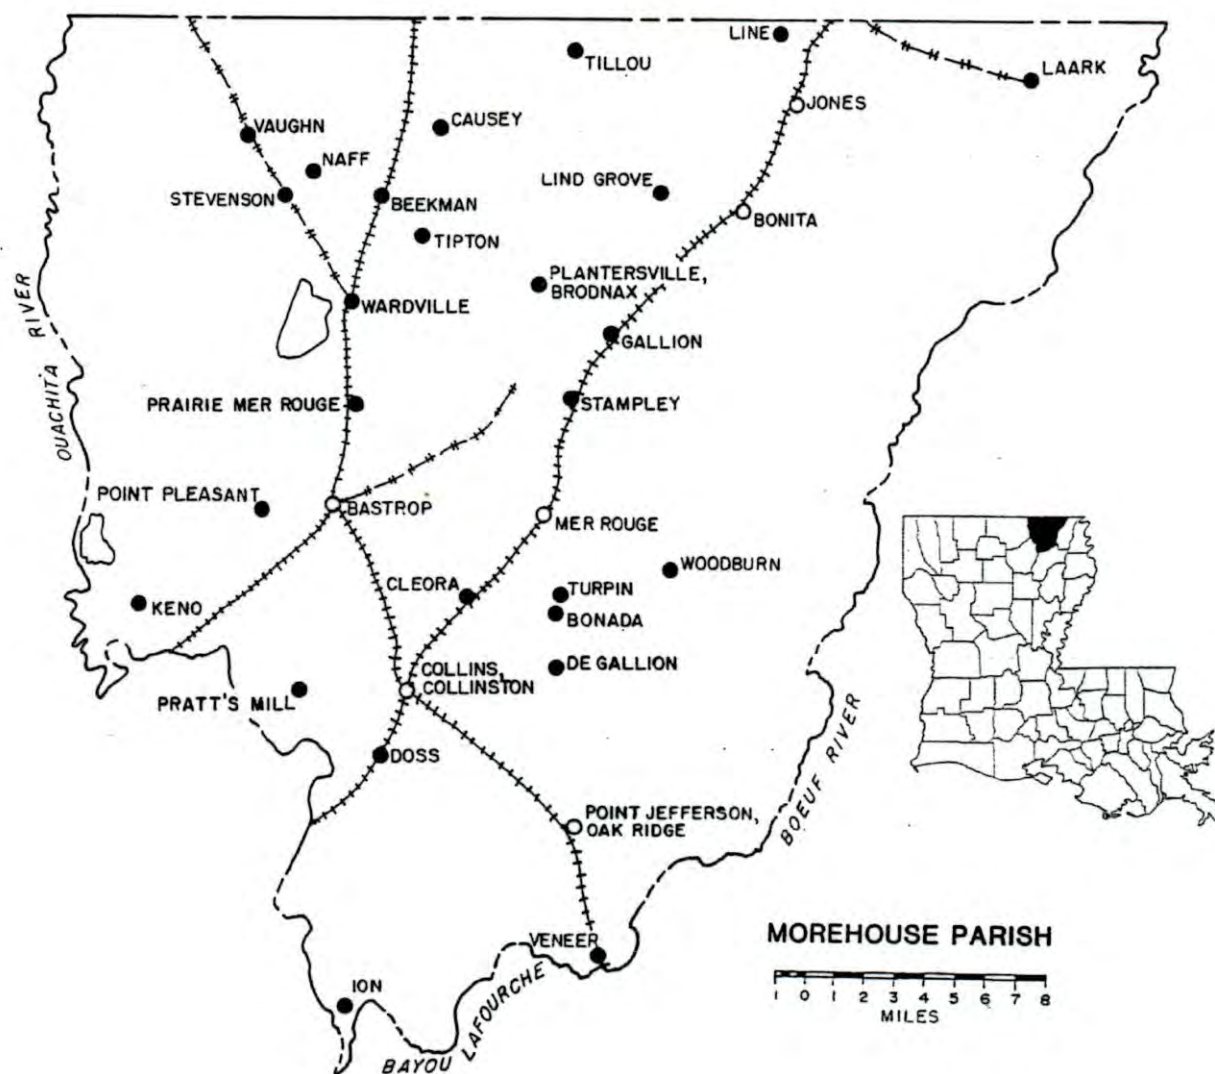 LINE
TILLOU
LAARK
JONES
CAUSEY
VAUGHN
NAFF
LIND GROVE
STEVENSON
BEEKMAN
BONITA
TIPTON
PLANTERSVILLE,
BRODNAX
WARDVILLE
GALLION
OUACHITA RIVER
PRAIRIE MER ROUGE
STAMPLEY
POINT PLEASANT
BASTROP
MER ROUGE
WOODBURN
CLEORA
TURPIN
KENO
BONADA
DE GALLION
COLLINS,
COLLINSTON
PRATT'S MILL
DOSS
BOEUF RIVER
POINT JEFFERSON,
OAK RIDGE
VENEER
MOREHOUSE PARISH
1 0 1 2 3 4 5 6 7 8
MILES
ION
BAYOU LAFOURCHE